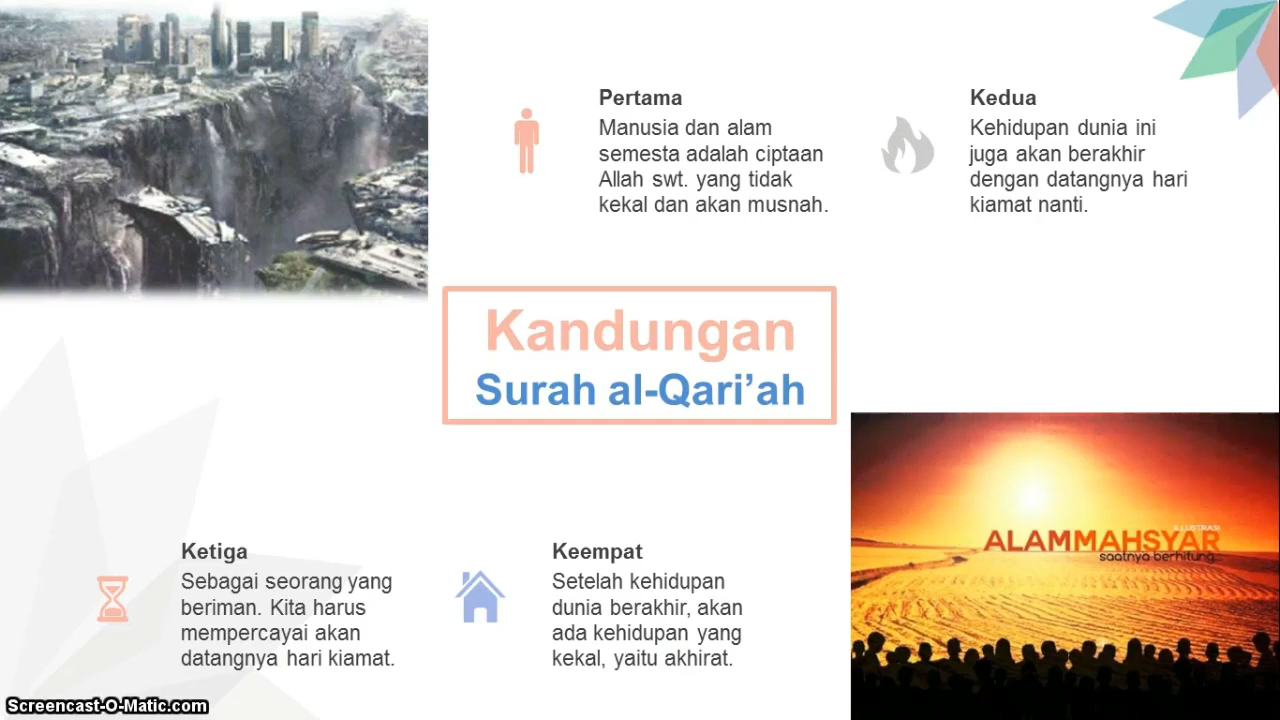 Pertama
Manusia dan alam
semesta adalah ciptaan
Allah swt. yang tidak
kekal dan akan musnah.
Kedua
Kehidupan dunia ini
juga akan berakhir
dengan datangnya hari
kiamat nanti.
Kandungan
Surah al-Qari’ah
ILLUSTRASI
ALAMMAHSYAR
saatnya berhitung...
Ketiga
Sebagai seorang yang
beriman. Kita harus
mempercayai akan
datangnya hari kiamat.
Keempat
Setelah kehidupan
dunia berakhir, akan
ada kehidupan yang
kekal, yaitu akhirat.
Screencast-O-Matic.com